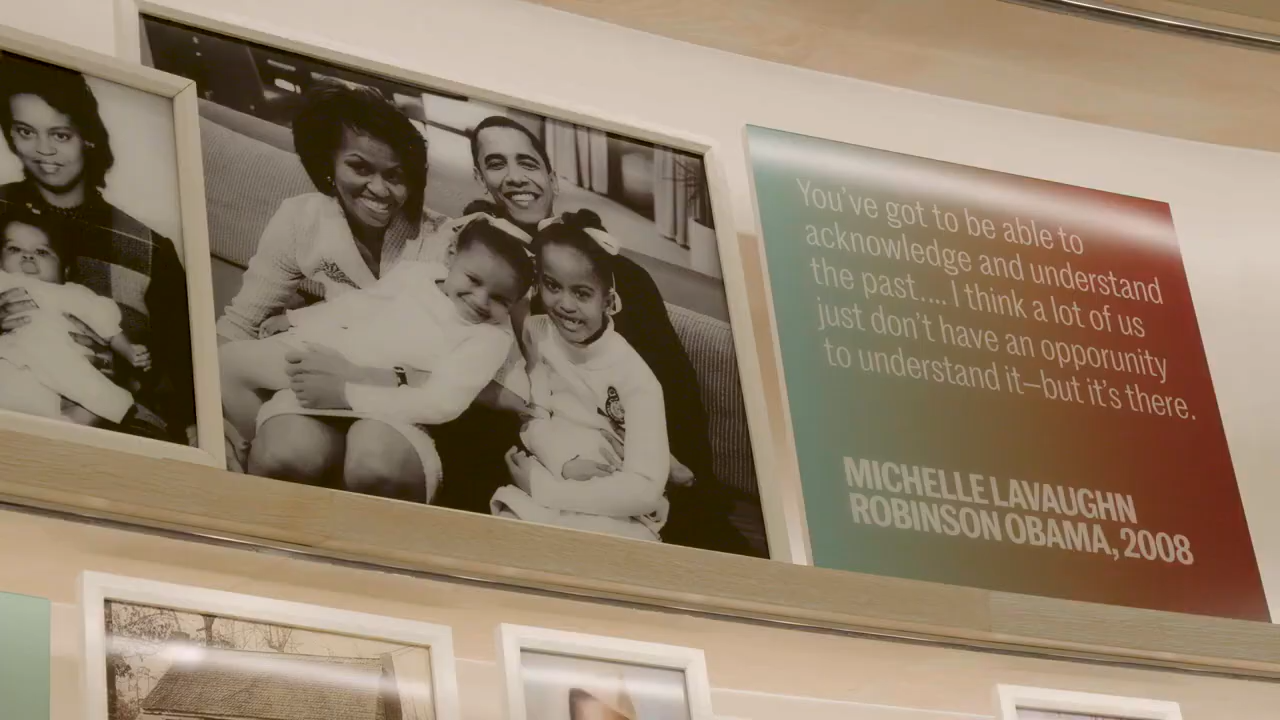 You've got to be able to
acknowledge and understand
the past.... I think a lot of us
just don't have an opporunity
to understand it–but it's there.
MICHELLE LAVAUGHN
ROBINSON OBAMA, 2008